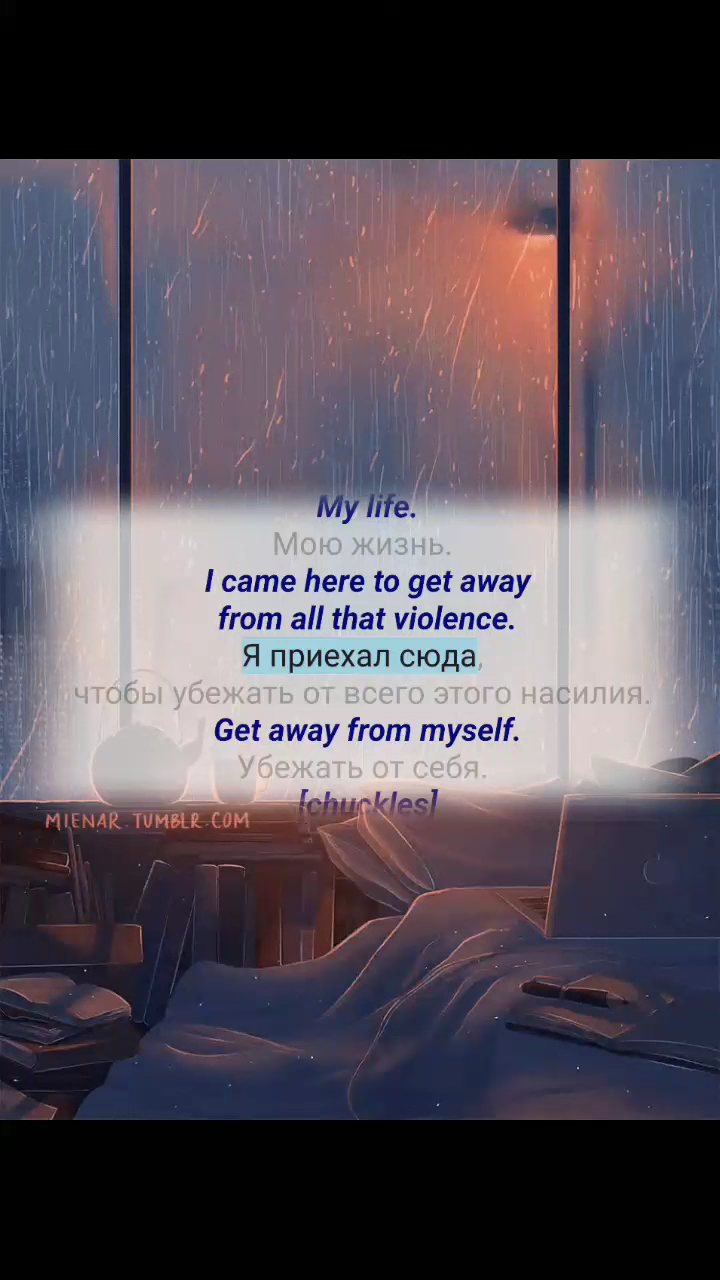 My life.
Мою жизнь.
I came here to get away
from all that violence.
Я приехал сюда,
чтобы убежать от всего этого насилия.
Get away from myself.
Убежать от себя.
[chuckles]
MIENAR.TUMBLR.COM